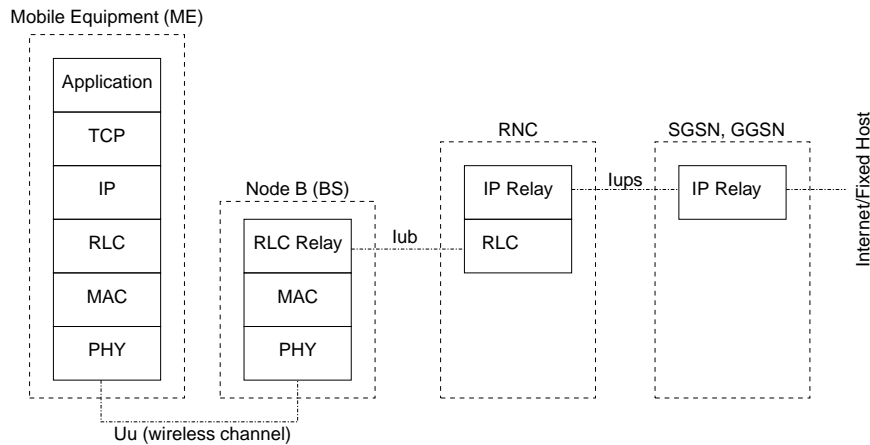 Mobile Equipment (ME)
Application
TCP
IP
RLC
MAC
PHY
Node B (BS)
RLC Relay
MAC
PHY
Uu (wireless channel)
Iub
RNC
IP Relay
RLC
Iups
SGSN, GGSN
IP Relay
Internet/Fixed Host